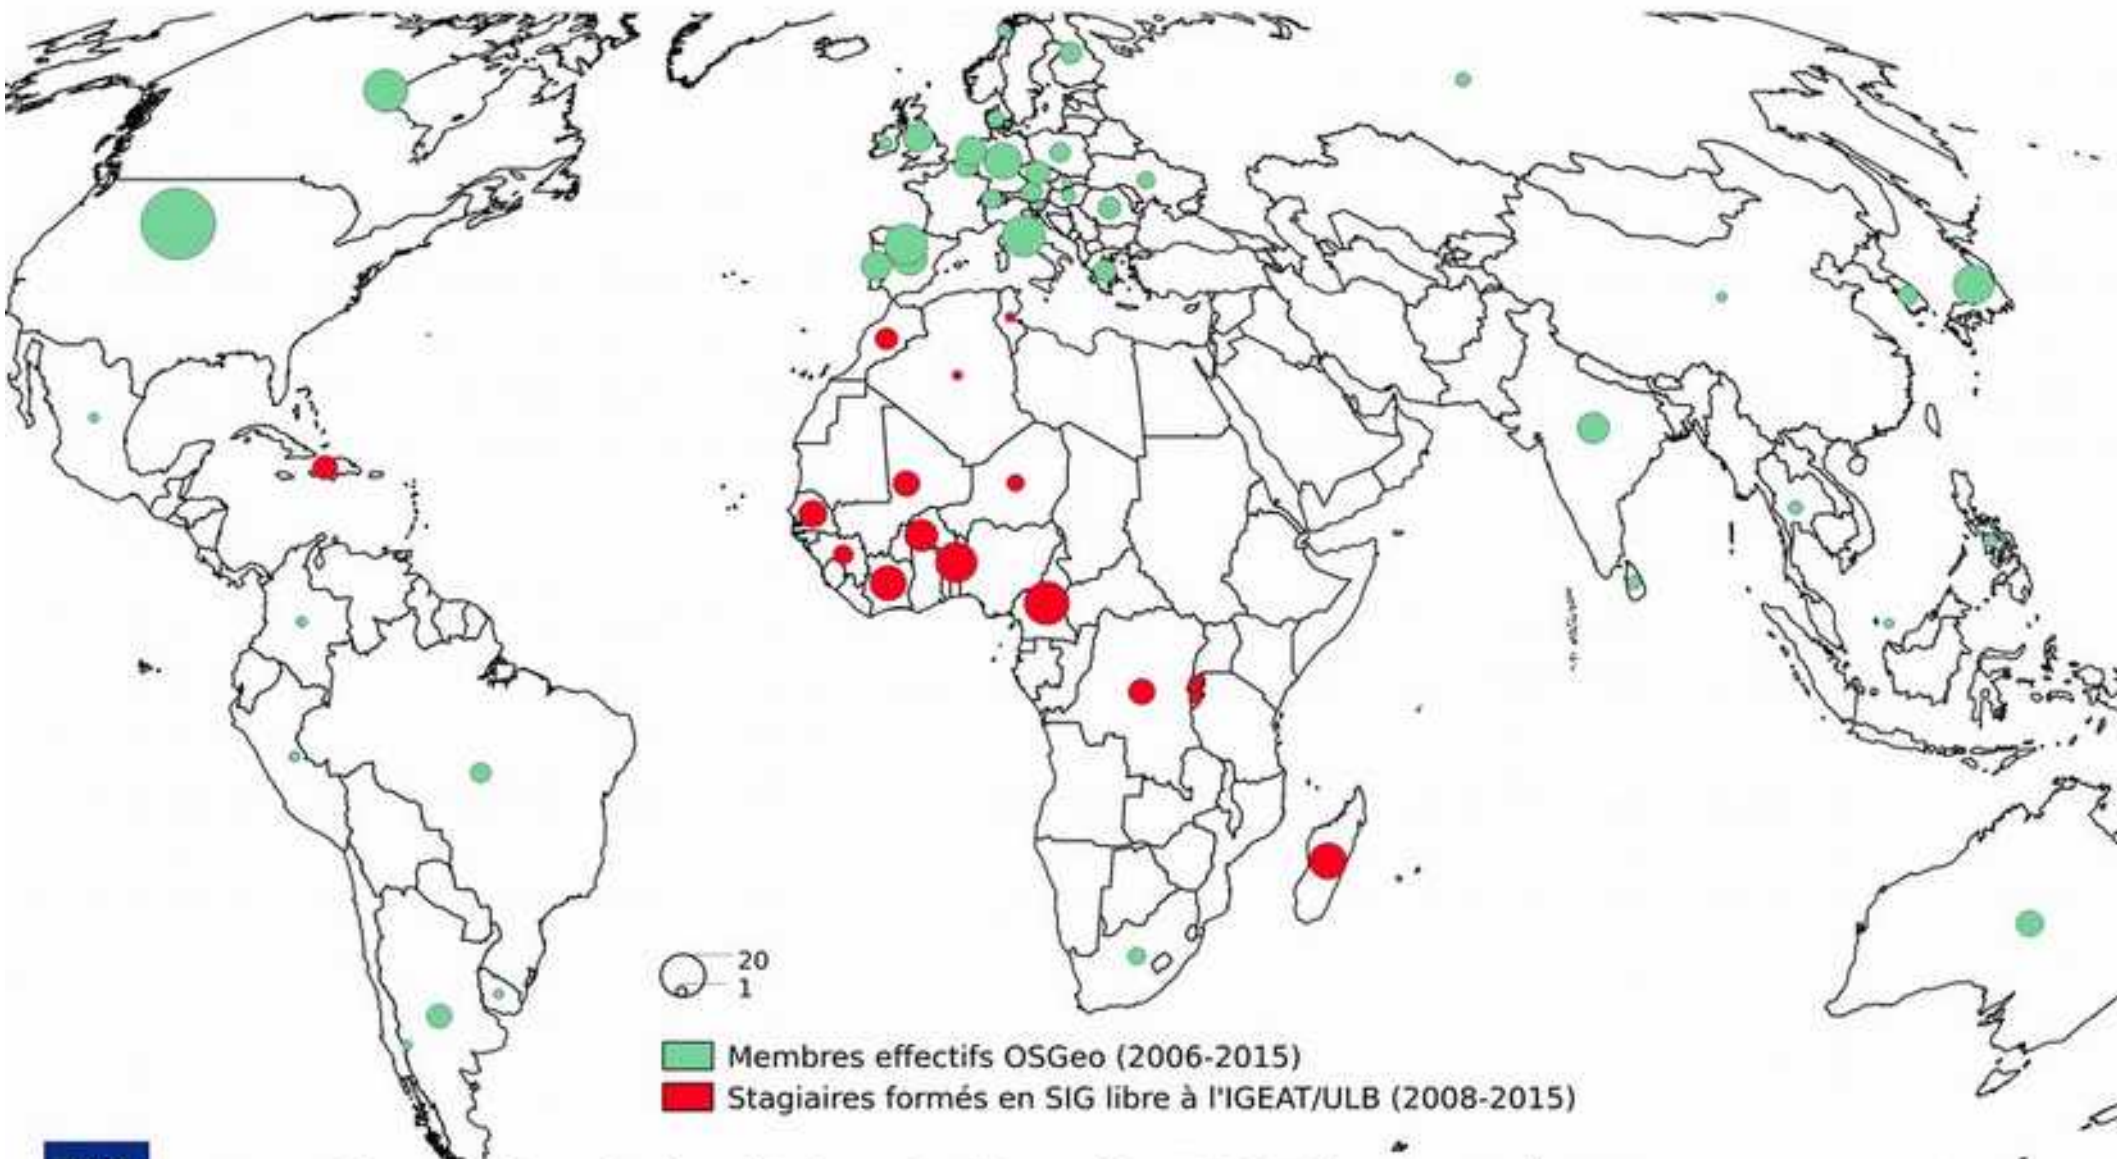 20
1
Membres effectifs OSGeo (2006-2015)
Stagiaires formés en SIG libre à l'IGEAT/ULB (2008-2015)